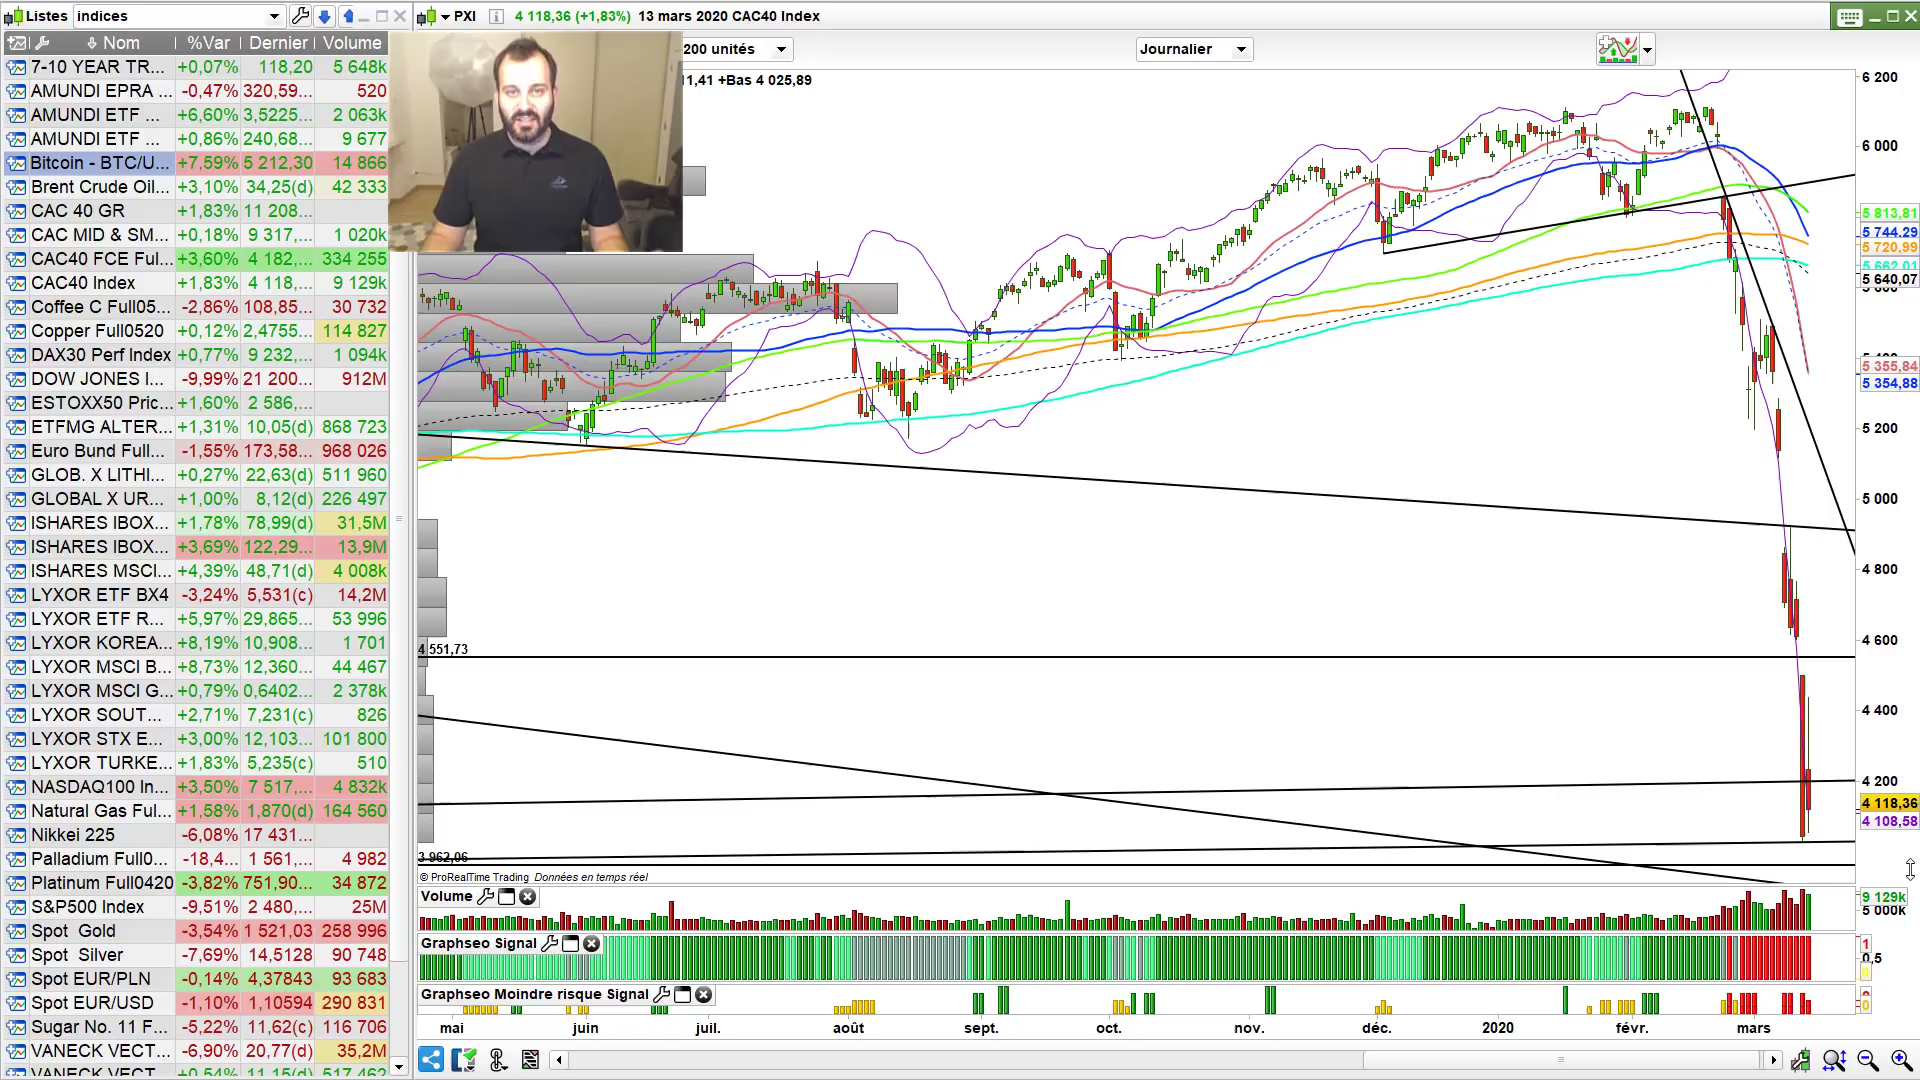 Listes indices
PXI 4 118,36 (+1,83%) 13 mars 2020 CAC40 Index
Nom %Var Dernier Volume
200 unités Journalier
11,41 +Bas 4 025,89
7-10 YEAR TR... +0,07% 118,20 5 648k
AMUNDI EPRA ... -0,47% 320,59... 520
AMUNDI ETF ... +6,60% 3,5225... 2 063k
AMUNDI ETF ... +0,86% 240,68... 9 677
Bitcoin - BTC/U... +7,59% 5 212,30 14 866
Brent Crude Oil... +3,10% 34,25(d) 42 333
CAC 40 GR +1,83% 11 208...
CAC MID & SM... +0,18% 9 317,... 1 020k
CAC40 FCE Ful... +3,60% 4 182,... 334 255
CAC40 Index +1,83% 4 118,... 9 129k
Coffee C Full05... -2,86% 108,85... 30 732
Copper Full0520 +0,12% 2,4755... 114 827
DAX30 Perf Index +0,77% 9 232,... 1 094k
DOW JONES I... -9,99% 21 200... 912M
ESTOXX50 Pric... +1,60% 2 586,...
ETFMG ALTER... +1,31% 10,05(d) 868 723
Euro Bund Full... -1,55% 173,58... 968 026
GLOB. X LITHI... +0,27% 22,63(d) 511 960
GLOBAL X UR... +1,00% 8,12(d) 226 497
ISHARES IBOX... +1,78% 78,99(d) 31,5M
ISHARES IBOX... +3,69% 122,29... 13,9M
ISHARES MSCI... +4,39% 48,71(d) 4 008k
LYXOR ETF BX4 -3,24% 5,531(c) 14,2M
LYXOR ETF R... +5,97% 29,865... 53 996
LYXOR KOREA... +8,19% 10,908... 1 701
LYXOR MSCI B... +8,73% 12,360... 44 467
LYXOR MSCI G... +0,79% 0,6402... 2 378k
LYXOR SOUT... +2,71% 7,231(c) 826
LYXOR STX E... +3,00% 12,103... 101 800
LYXOR TURKE... +1,83% 5,235(c) 510
NASDAQ100 In... +3,50% 7 517,... 4 832k
Natural Gas Ful... +1,58% 1,870(d) 164 560
Nikkei 225 -6,08% 17 431...
Palladium Full0... -18,4... 1 561,... 4 982
Platinum Full0420 -3,82% 751,90... 34 872
S&P500 Index -9,51% 2 480,... 25M
Spot Gold -3,54% 1 521,03 258 996
Spot Silver -7,69% 14,5128 90 748
Spot EUR/PLN -0,14% 4,37843 93 683
Spot EUR/USD -1,10% 1,10594 290 831
Sugar No. 11 F... -5,22% 11,62(c) 116 706
VANECK VECT... -6,90% 20,77(d) 35,2M
VANECK VECT... +0,54% 11,15(d) 517 462
6 200
6 000
5 813,81
5 744,29
5 720,99
5 662,01
5 640,07
5 355,84
5 354,88
5 200
5 000
4 800
4 600
4 551,73
4 400
4 200
4 118,36
4 108,58
3 962,06
© ProRealTime Trading Données en temps réel
Volume
9 129k
5 000k
Graphseo Signal
1
0,5
0
Graphseo Moindre risque Signal
0
mai juin juil. août sept. oct. nov. déc. 2020 févr. mars